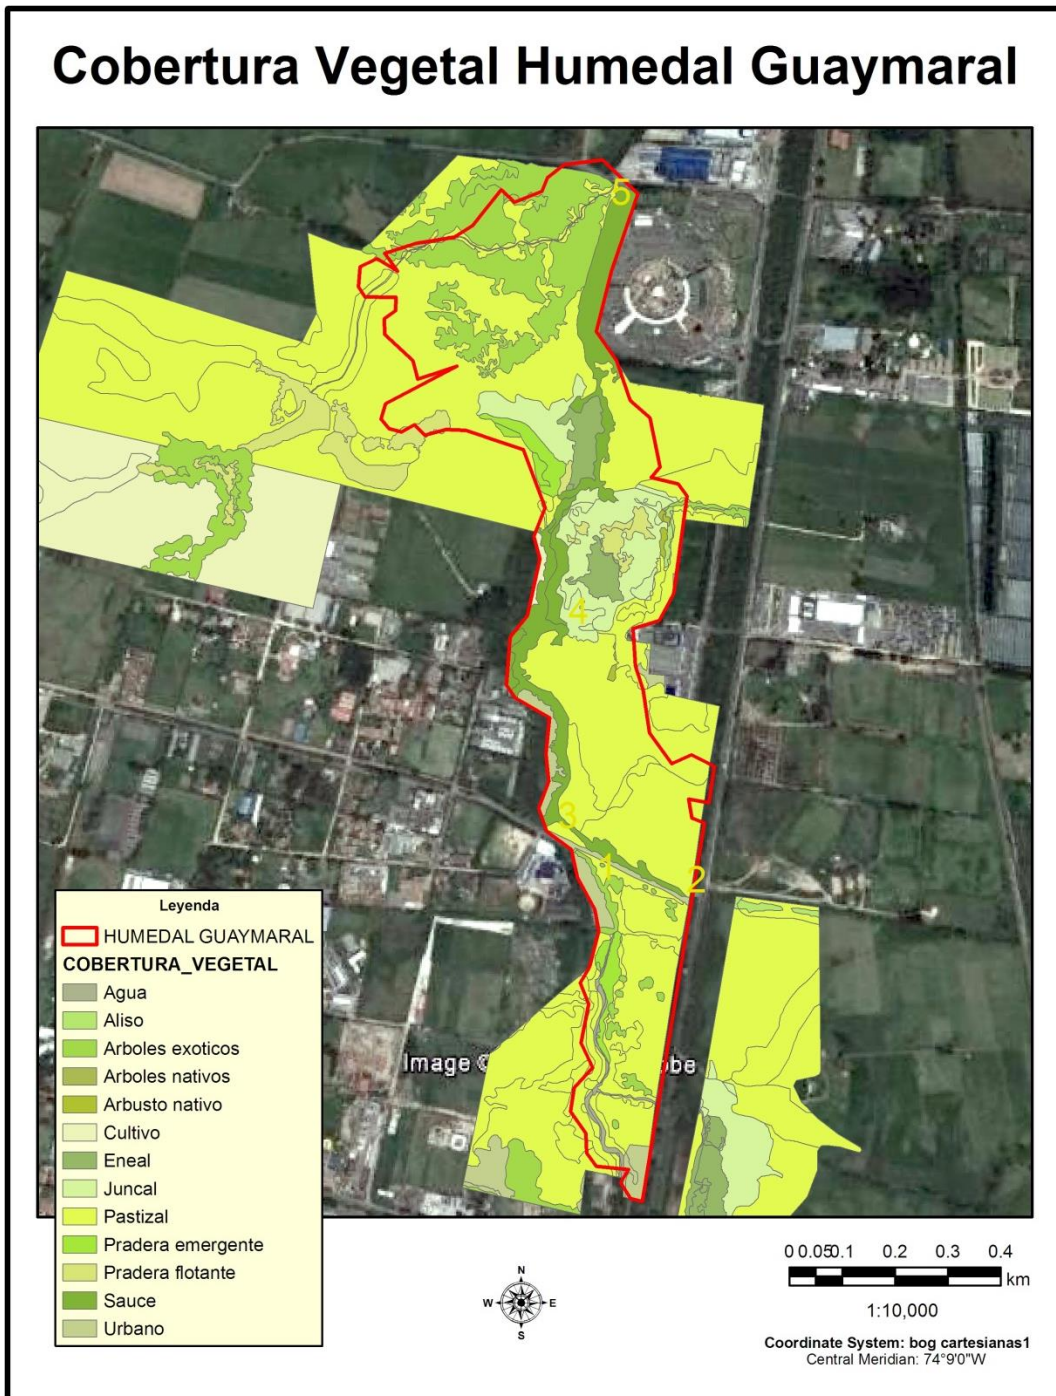 Cobertura Vegetal Humedal Guaymaral
5
4
3
1
2
Image ©
obe
Leyenda
HUMEDAL GUAYMARAL
COBERTURA_VEGETAL
Agua
Aliso
Arboles exoticos
Arboles nativos
Arbusto nativo
Cultivo
Eneal
Juncal
Pastizal
Pradera emergente
Pradera flotante
Sauce
Urbano
N
W E
S
0 0.05 0.1 0.2 0.3 0.4
km
1:10,000
Coordinate System: bog cartesianas1
Central Meridian: 74°9'0"W